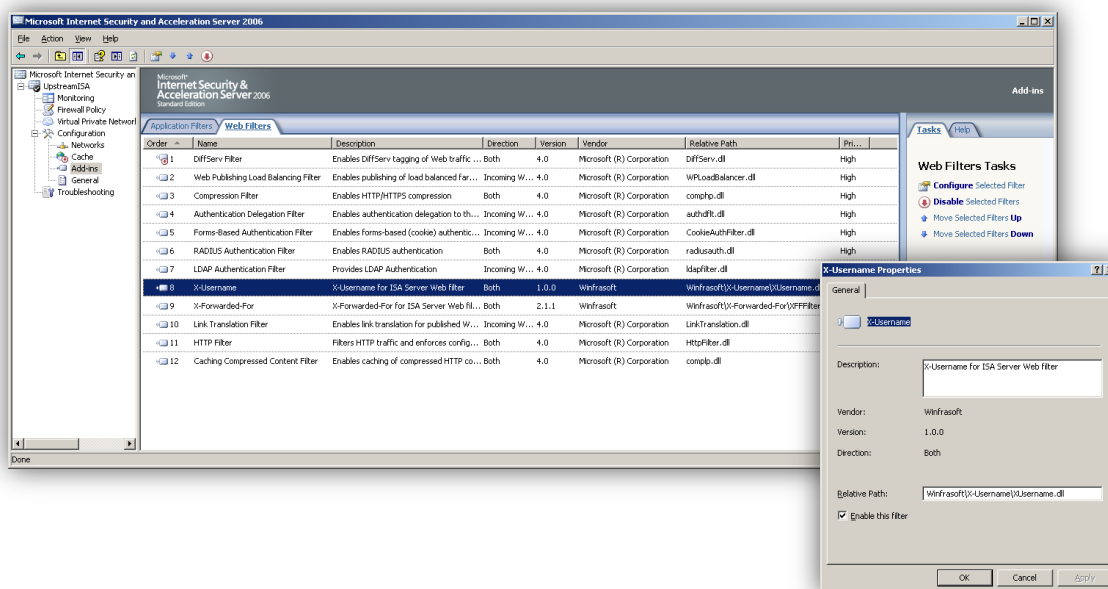 Microsoft Internet Security and Acceleration Server 2006
File Action View Help
Microsoft Internet Security an
UpstreamISA
Monitoring
Firewall Policy
Virtual Private Networl
Configuration
Networks
Cache
Add-ins
General
Troubleshooting
Microsoft®
Internet Security &
Acceleration Server 2006
Standard Edition
Add-ins
Application Filters Web Filters
Order Name Description Direction Version Vendor Relative Path Pri...
1 DiffServ Filter Enables DiffServ tagging of Web traffic ... Both 4.0 Microsoft (R) Corporation DiffServ.dll High
2 Web Publishing Load Balancing Filter Enables publishing of load balanced far... Incoming W... 4.0 Microsoft (R) Corporation WPLoadBalancer.dll High
3 Compression Filter Enables HTTP/HTTPS compression Both 4.0 Microsoft (R) Corporation comphp.dll High
4 Authentication Delegation Filter Enables authentication delegation to th... Incoming W... 4.0 Microsoft (R) Corporation authdflt.dll High
5 Forms-Based Authentication Filter Enables forms-based (cookie) authentic... Incoming W... 4.0 Microsoft (R) Corporation CookieAuthFilter.dll High
6 RADIUS Authentication Filter Enables RADIUS authentication Both 4.0 Microsoft (R) Corporation radiusauth.dll High
7 LDAP Authentication Filter Provides LDAP Authentication Incoming W... 4.0 Microsoft (R) Corporation ldapfilter.dll
8 X-Username X-Username for ISA Server Web filter Both 1.0.0 Winfrasoft Winfrasoft\X-Username\XUsername.d
9 X-Forwarded-For X-Forwarded-For for ISA Server Web fil... Both 2.1.1 Winfrasoft Winfrasoft\X-Forwarded-For\XFFFilter
10 Link Translation Filter Enables link translation for published W... Incoming W... 4.0 Microsoft (R) Corporation LinkTranslation.dll
11 HTTP Filter Filters HTTP traffic and enforces config... Both 4.0 Microsoft (R) Corporation HttpFilter.dll
12 Caching Compressed Content Filter Enables caching of compressed HTTP co... Both 4.0 Microsoft (R) Corporation complp.dll
Tasks Help
Web Filters Tasks
Configure Selected Filter
Disable Selected Filters
Move Selected Filters Up
Move Selected Filters Down
Done
X-Username Properties
General
X-Username
Description: X-Username for ISA Server Web filter
Vendor: Winfrasoft
Version: 1.0.0
Direction: Both
Relative Path: Winfrasoft\X-Username\XUsername.dll
Enable this filter
OK Cancel Apply